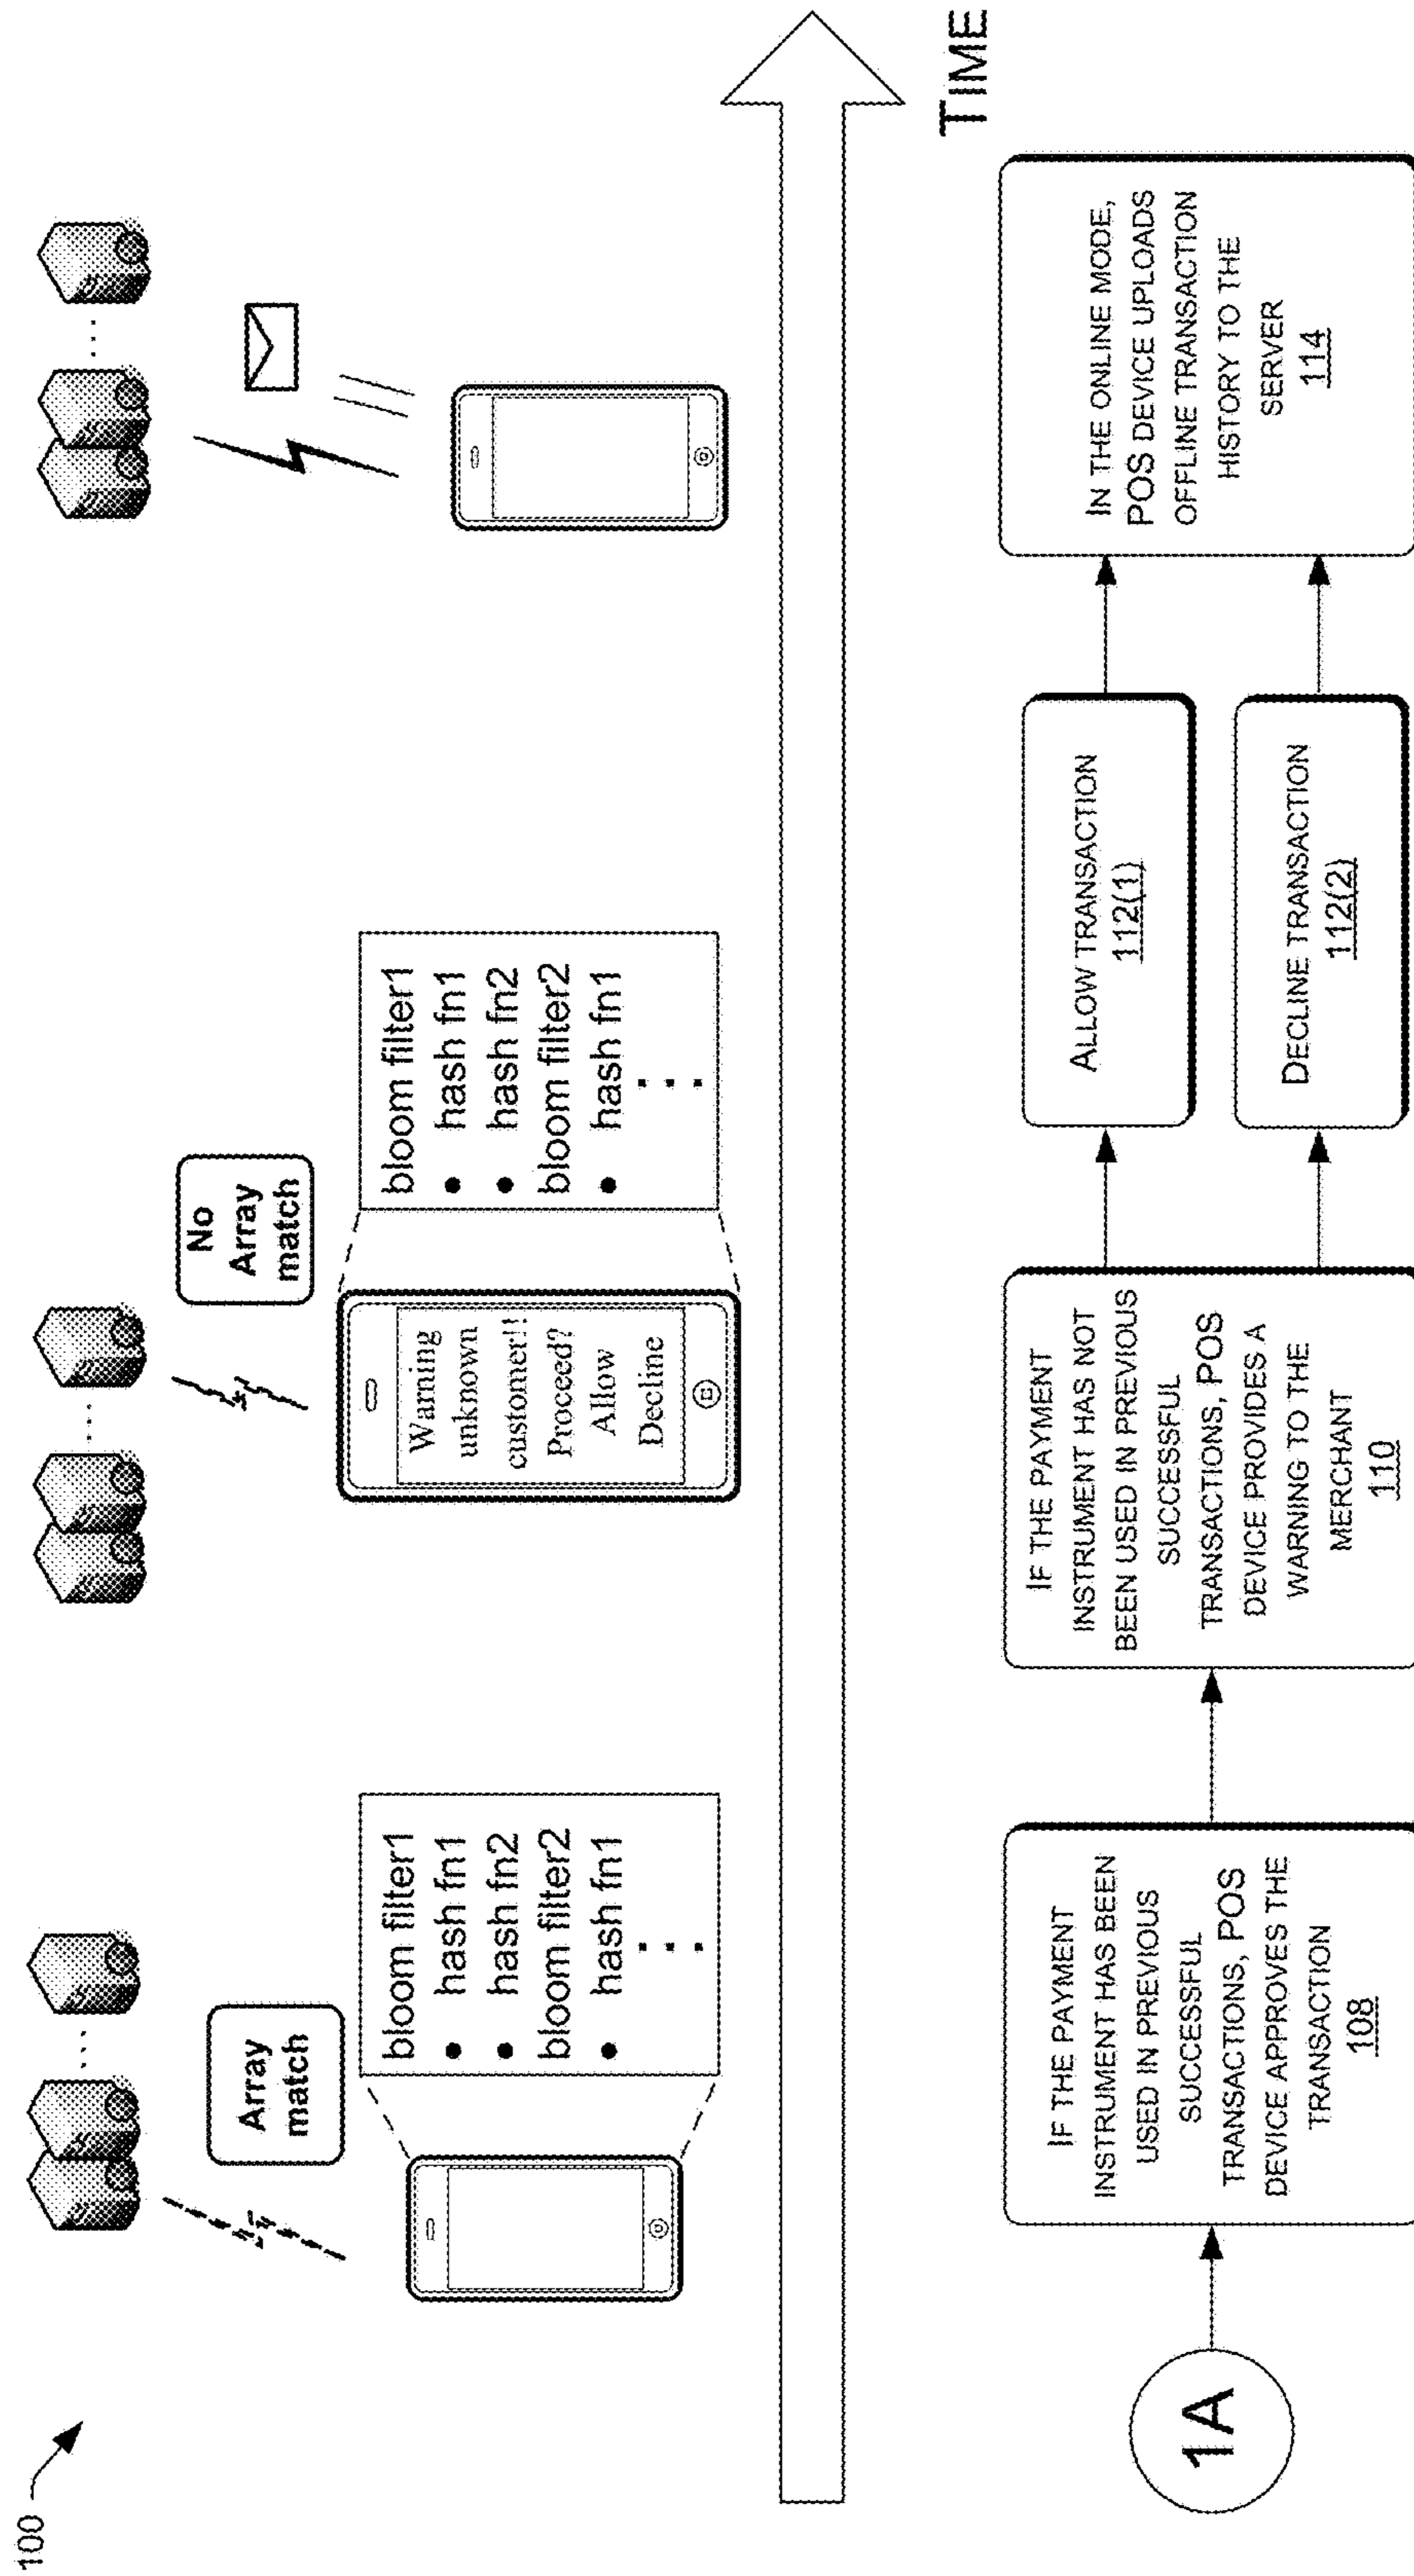 100
Array
match
bloom filter1
• hash fn1
• hash fn2
bloom filter2
• hash fn1
No
Array
match
Warning
unknown
customer!!
Proceed?
Allow
Decline
bloom filter1
• hash fn1
• hash fn2
bloom filter2
• hash fn1
TIME
1A
IF THE PAYMENT
INSTRUMENT HAS BEEN
USED IN PREVIOUS
SUCCESSFUL
TRANSACTIONS, POS
DEVICE APPROVES THE
TRANSACTION
108
IF THE PAYMENT
INSTRUMENT HAS NOT
BEEN USED IN PREVIOUS
SUCCESSFUL
TRANSACTIONS, POS
DEVICE PROVIDES A
WARNING TO THE
MERCHANT
110
ALLOW TRANSACTION
112(1)
DECLINE TRANSACTION
112(2)
IN THE ONLINE MODE,
POS DEVICE UPLOADS
OFFLINE TRANSACTION
HISTORY TO THE
SERVER
114